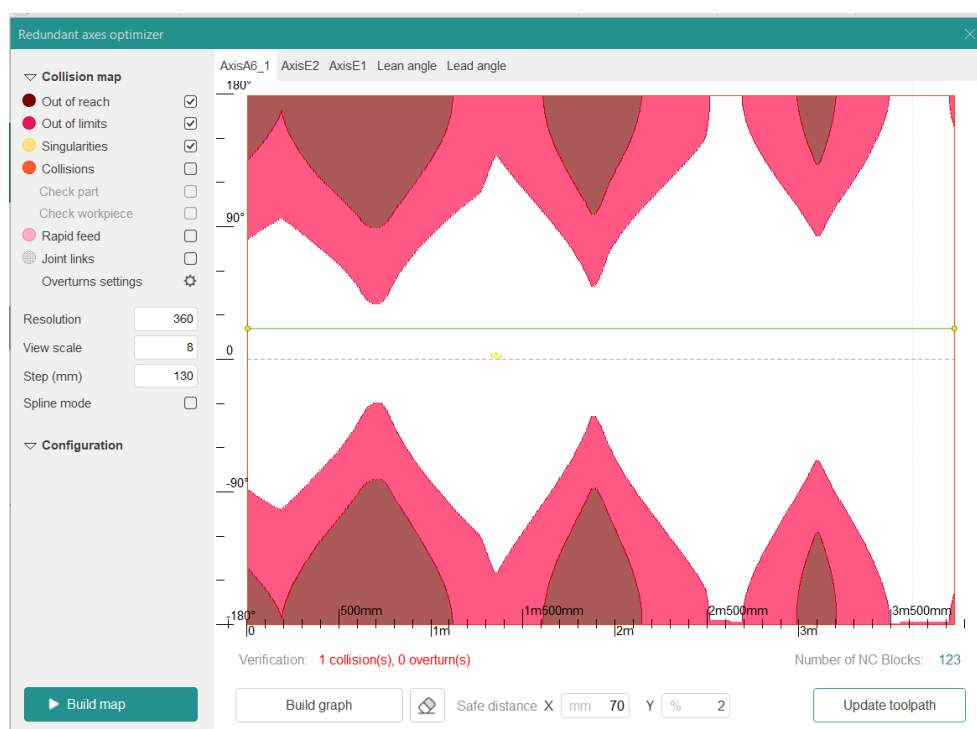 Redundant axes optimizer
Collision map
Out of reach
Out of limits
Singularities
Collisions
Check part
Check workpiece
Rapid feed
Joint links
Overturns settings
Resolution 360
View scale 8
Step (mm) 130
Spline mode
Configuration
Build map
AxisA6_1 AxisE2 AxisE1 Lean angle Lead angle
180°
90°
0
-90°
-180°
500mm 1m500mm 2m500mm 3m500mm
0 1m 2m 3m
Verification: 1 collision(s), 0 overturn(s) Number of NC Blocks: 123
Build graph Safe distance X mm 70 Y % 2 Update toolpath